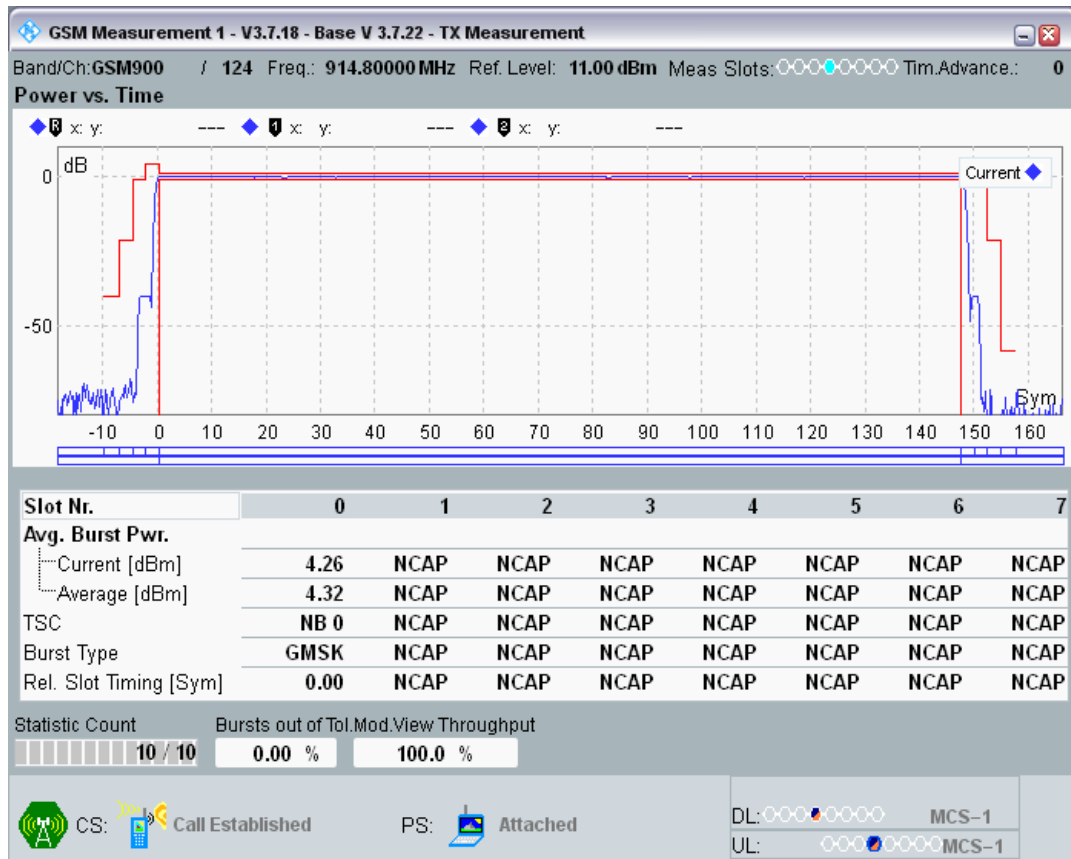 GSM Measurement 1 - V3.7.18 - Base V 3.7.22 - TX Measurement
Band/Ch:GSM900 / 124 Freq.: 914.80000 MHz Ref. Level: 11.00 dBm Meas Slots: Tim.Advance.: 0
Power vs. Time
R x: y: --- 1 x: y: --- 2 x: y: ---
dB
Current
0
-50
Sym
-10 0 10 20 30 40 50 60 70 80 90 100 110 120 130 140 150 160
Slot Nr. 0 1 2 3 4 5 6 7
Avg. Burst Pwr.
Current [dBm] 4.26 NCAP NCAP NCAP NCAP NCAP NCAP NCAP
Average [dBm] 4.32 NCAP NCAP NCAP NCAP NCAP NCAP NCAP
TSC NB 0 NCAP NCAP NCAP NCAP NCAP NCAP NCAP
Burst Type GMSK NCAP NCAP NCAP NCAP NCAP NCAP NCAP
Rel. Slot Timing [Sym] 0.00 NCAP NCAP NCAP NCAP NCAP NCAP NCAP
Statistic Count Bursts out of Tol. Mod.View Throughput
10 / 10 0.00 % 100.0 %
CS: Call Established PS: Attached
DL: MCS-1
UL: MCS-1